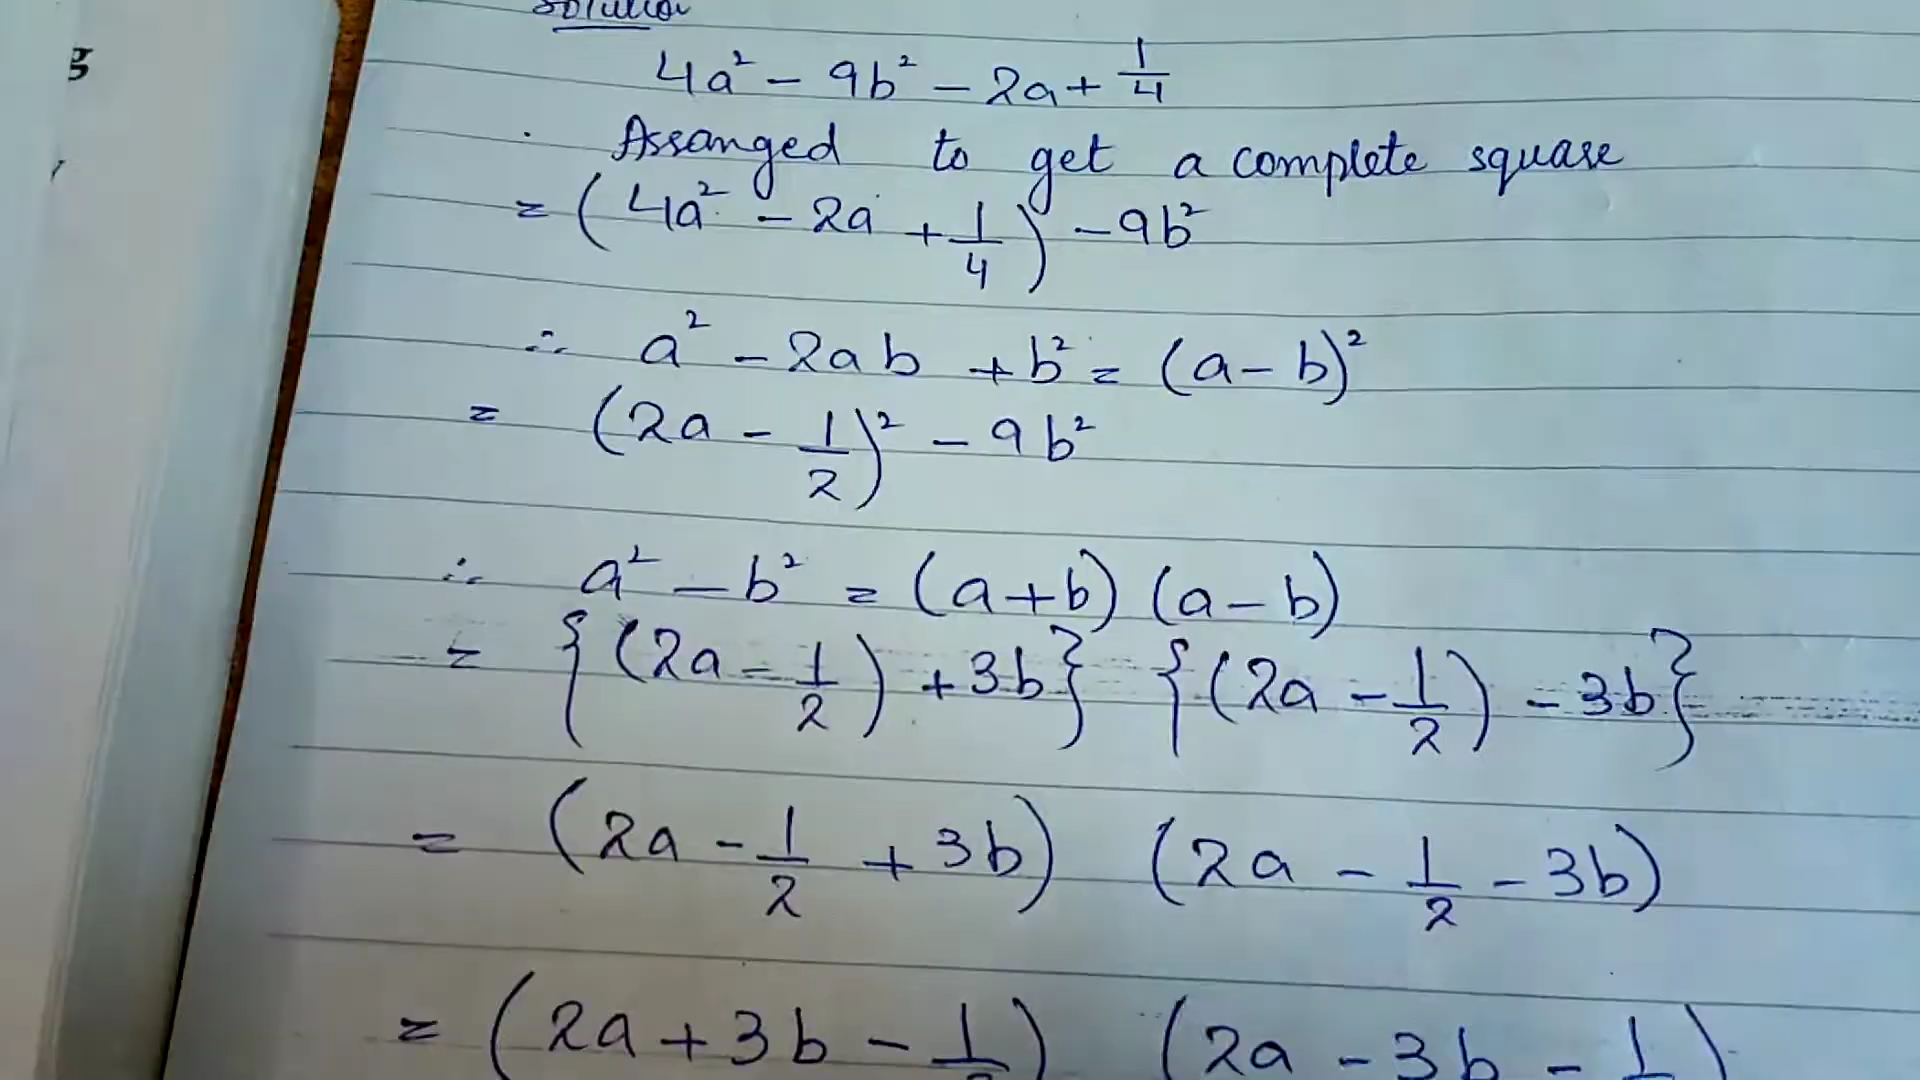 Solution
4a² - 9b² - 2a + 1/4
Arranged to get a complete square
= (4a² - 2a + 1/4) - 9b²
∴ a² - 2ab + b² = (a - b)²
= (2a - 1/2)² - 9b²
∴ a² - b² = (a+b) (a - b)
= {(2a - 1/2) + 3b} {(2a - 1/2) - 3b}
= (2a - 1/2 + 3b) (2a - 1/2 - 3b)
= (2a + 3b - 1/2) (2a - 3b - 1